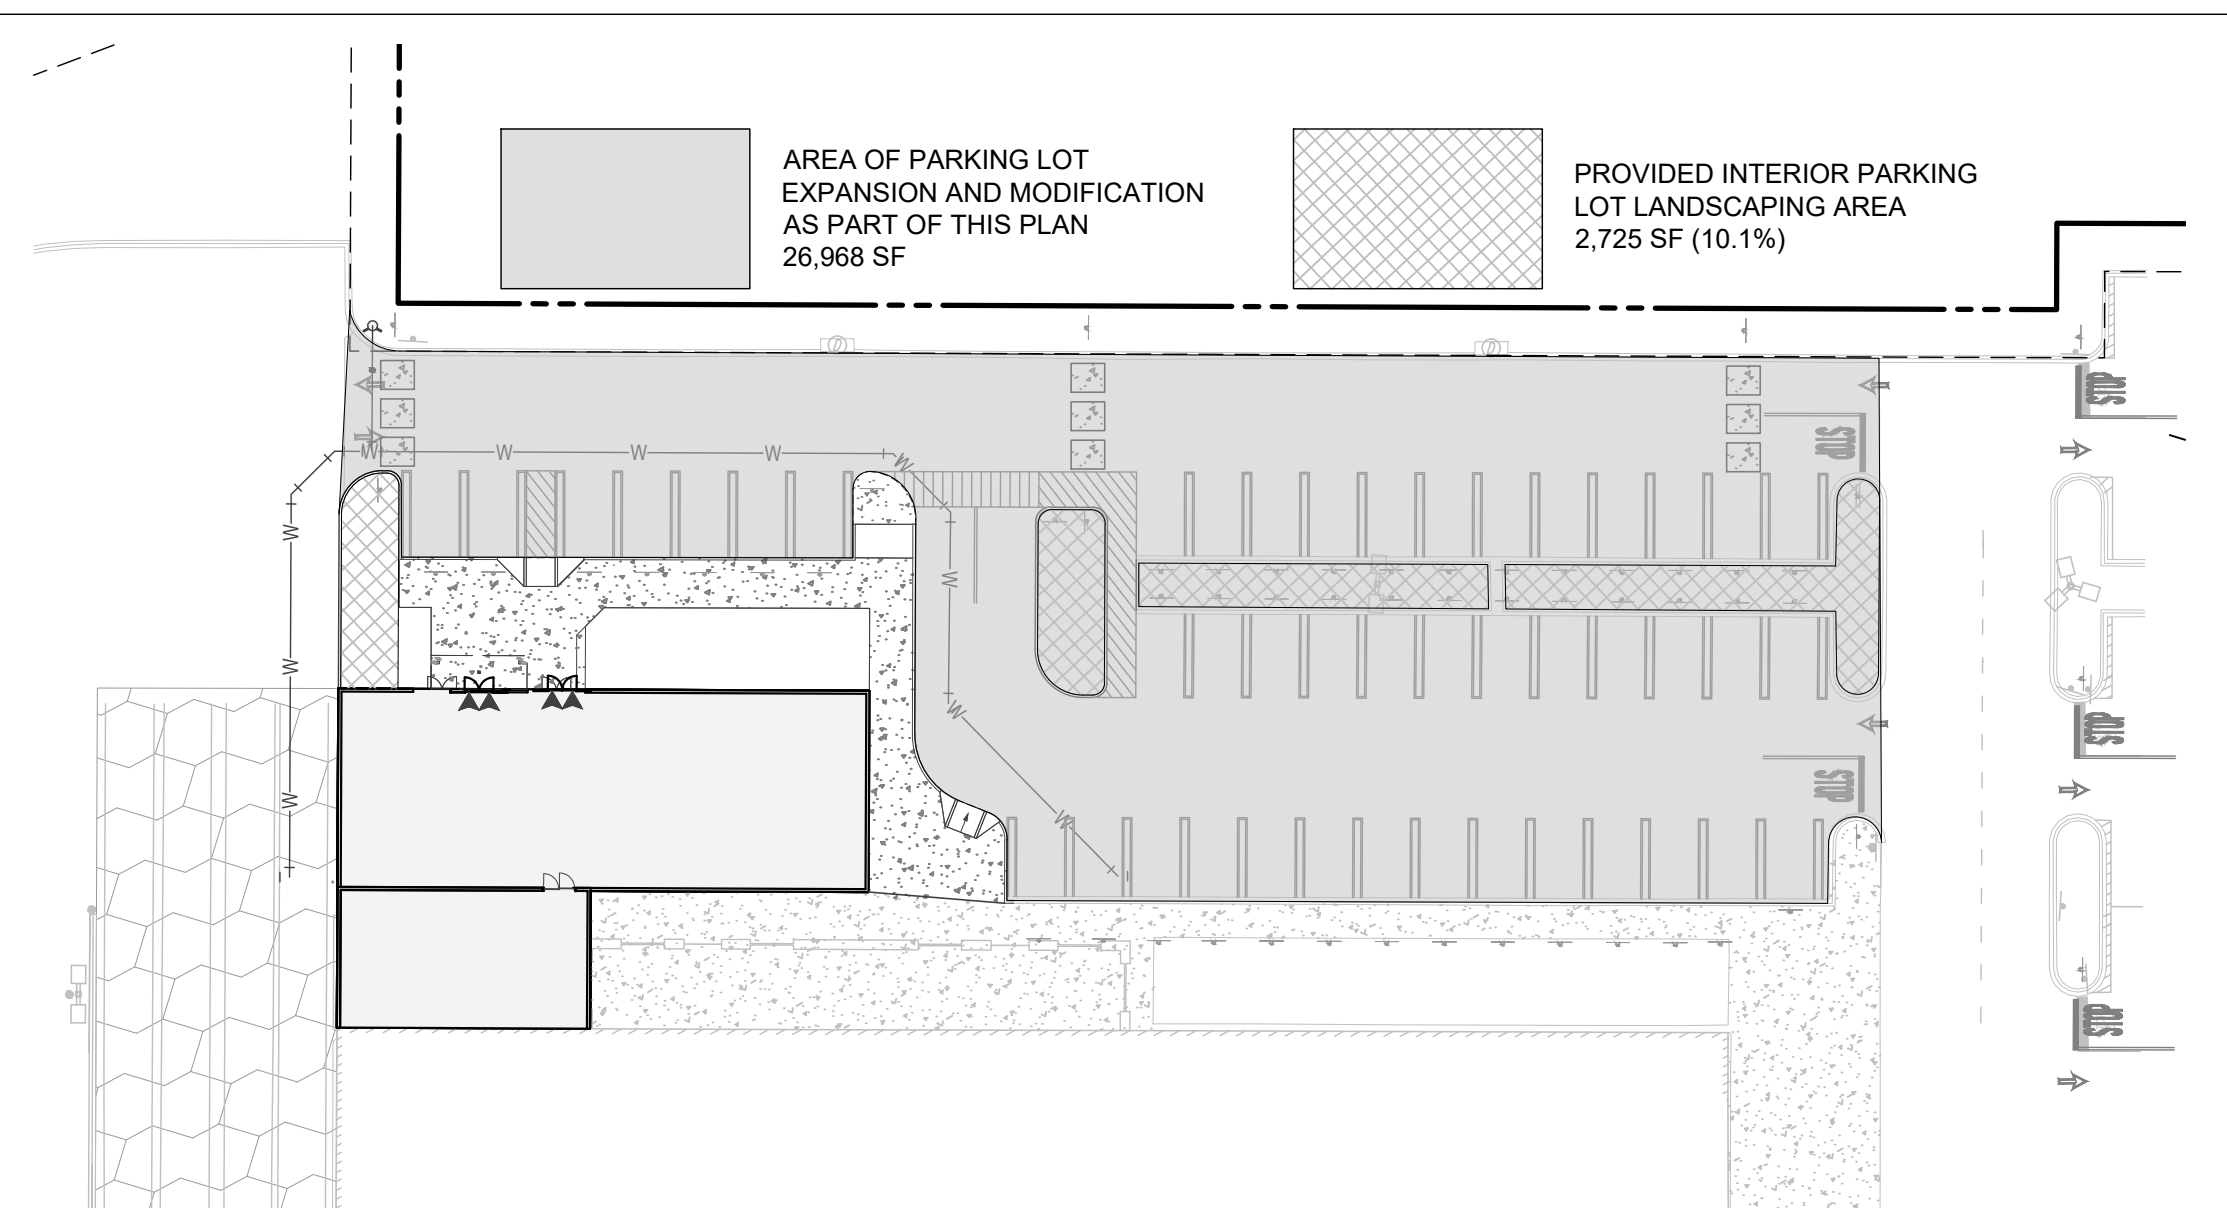 AREA OF PARKING LOT
EXPANSION AND MODIFICATION
AS PART OF THIS PLAN
26,968 SF
PROVIDED INTERIOR PARKING
LOT LANDSCAPING AREA
2,725 SF (10.1%)
STOP
W
W
W
W
STOP
W
W
W
W
W
STOP
W
STOP
W
W
STOP